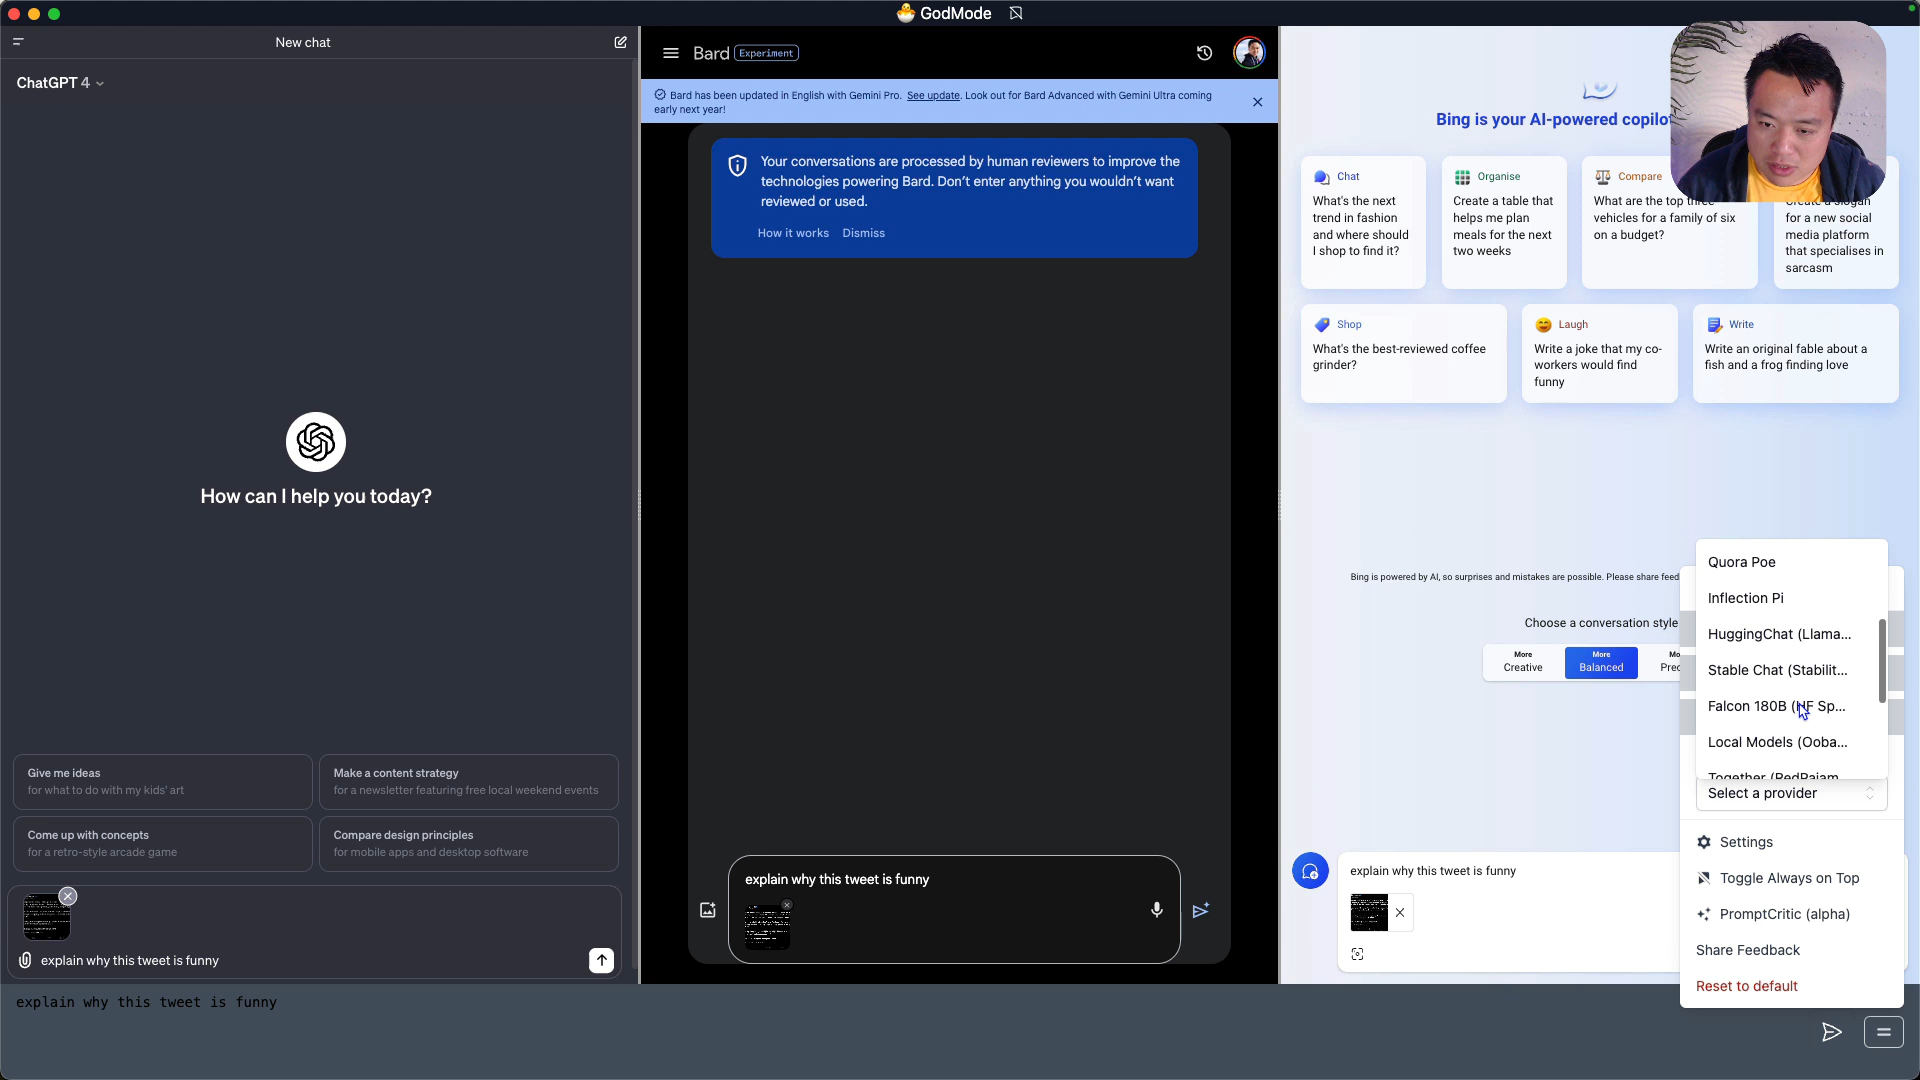 🐣 GodMode
New chat
ChatGPT 4
How can I help you today?
Give me ideas
for what to do with my kids' art
Make a content strategy
for a newsletter featuring free local weekend events
Come up with concepts
for a retro-style arcade game
Compare design principles
for mobile apps and desktop software
explain why this tweet is funny
Bard Experiment
Bard has been updated in English with Gemini Pro. See update. Look out for Bard Advanced with Gemini Ultra coming
early next year!
Your conversations are processed by human reviewers to improve the
technologies powering Bard. Don't enter anything you wouldn't want
reviewed or used.
How it works Dismiss
explain why this tweet is funny
Bing is your AI-powered copilot
Chat
What's the next
trend in fashion
and where should
I shop to find it?
Organise
Create a table that
helps me plan
meals for the next
two weeks
Compare
What are the top three
vehicles for a family of six
on a budget?
Create a slogan
for a new social
media platform
that specialises in
sarcasm
Shop
What's the best-reviewed coffee
grinder?
Laugh
Write a joke that my co-
workers would find
funny
Write
Write an original fable about a
fish and a frog finding love
Bing is powered by AI, so surprises and mistakes are possible. Please share feed
Choose a conversation style
More
Creative
More
Balanced
Mo
Prec
explain why this tweet is funny
Quora Poe
Inflection Pi
HuggingChat (Llama...
Stable Chat (Stabilit...
Falcon 180B (HF Sp...
Local Models (Ooba...
Together (RedPajam
Select a provider
Settings
Toggle Always on Top
PromptCritic (alpha)
Share Feedback
Reset to default
explain why this tweet is funny